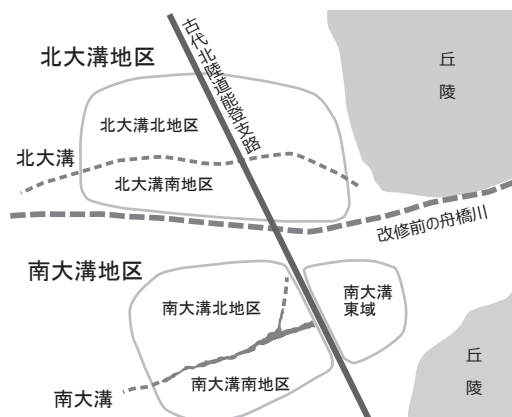 北大溝地区
古代北陸道能登支路
丘陵
北大溝北地区
北大溝
北大溝南地区
改修前の舟橋川
南大溝地区
南大溝北地区
南大溝
東域
南大溝南地区
南大溝
丘陵